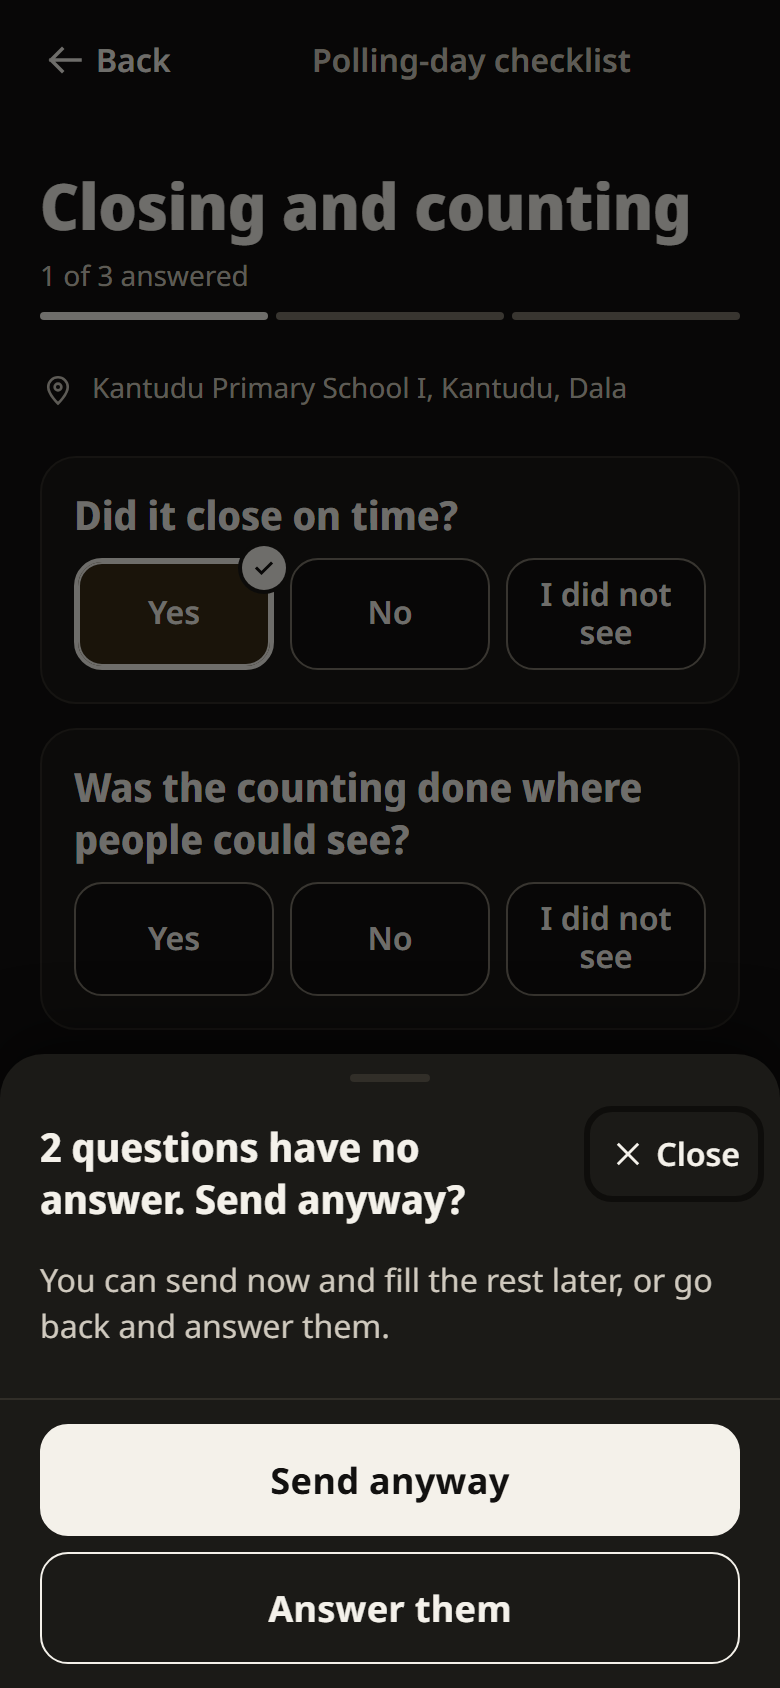 Back
Polling-day checklist
Closing and counting
1 of 3 answered
Kantudu Primary School I, Kantudu, Dala
Did it close on time?
Yes
No
I did not
see
Was the counting done where
people could see?
Yes
No
I did not
see
2 questions have no
answer. Send anyway?
Close
You can send now and fill the rest later, or go
back and answer them.
Send anyway
Answer them